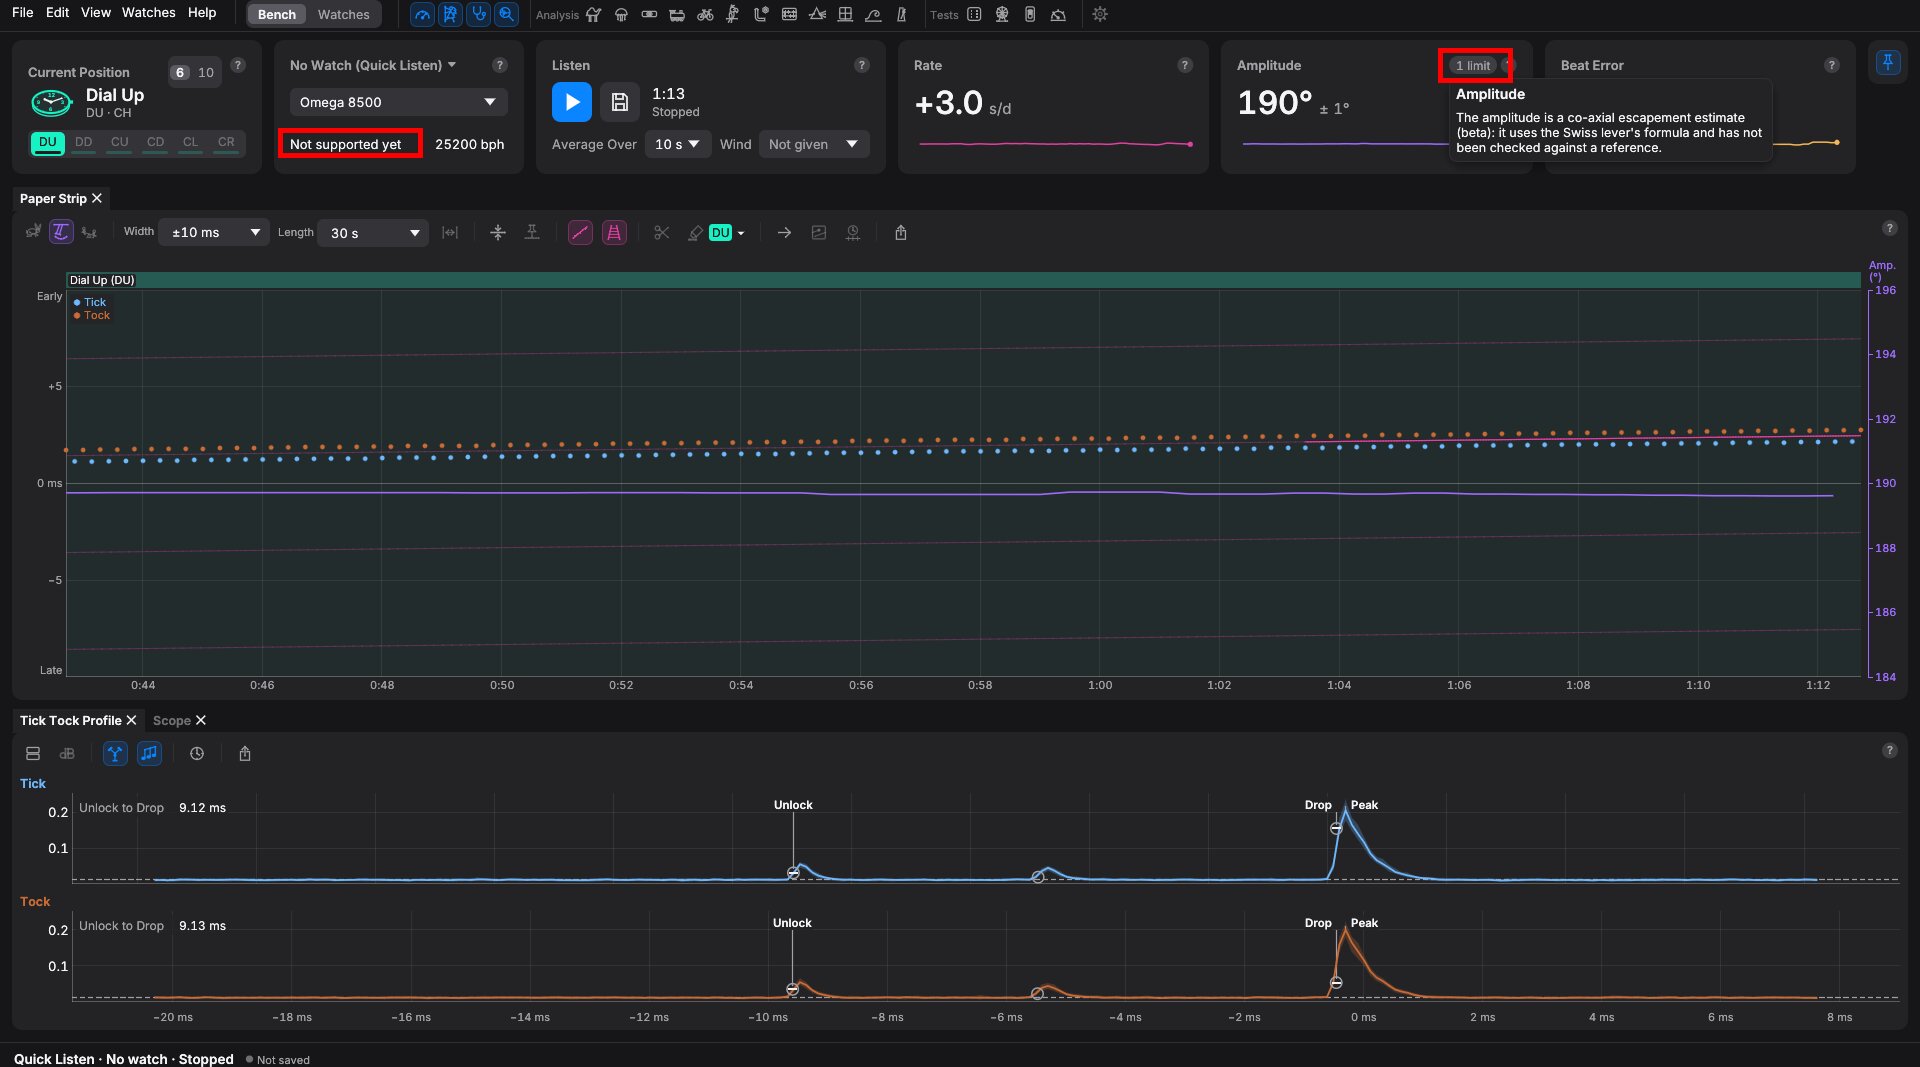 File Edit View Watches Help
Bench Watches
Analysis
Tests
Current Position
6 10
?
Dial Up
DU · CH
DU DD CU CD CL CR
No Watch (Quick Listen)
?
Omega 8500
Not supported yet
25200 bph
Listen
?
1:13
Stopped
Average Over
10 s
Wind
Not given
Rate
?
+3.0 s/d
Amplitude
1 limit
190° ± 1°
Beat Error
?
Amplitude
The amplitude is a co-axial escapement estimate
(beta): it uses the Swiss lever's formula and has not
been checked against a reference.
Paper Strip
Width
±10 ms
Length
30 s
DU
?
Dial Up (DU)
Amp.
(°)
Early
Tick
Tock
+5
0 ms
−5
Late
196
194
192
190
188
186
184
0:44 0:46 0:48 0:50 0:52 0:54 0:56 0:58 1:00 1:02 1:04 1:06 1:08 1:10 1:12
Tick Tock Profile
Scope
dB
?
Tick
Unlock to Drop 9.12 ms
Unlock
Drop
Peak
0.2
0.1
Tock
Unlock to Drop 9.13 ms
Unlock
Drop
Peak
0.2
0.1
−20 ms −18 ms −16 ms −14 ms −12 ms −10 ms −8 ms −6 ms −4 ms −2 ms 0 ms 2 ms 4 ms 6 ms 8 ms
Quick Listen · No watch · Stopped
Not saved